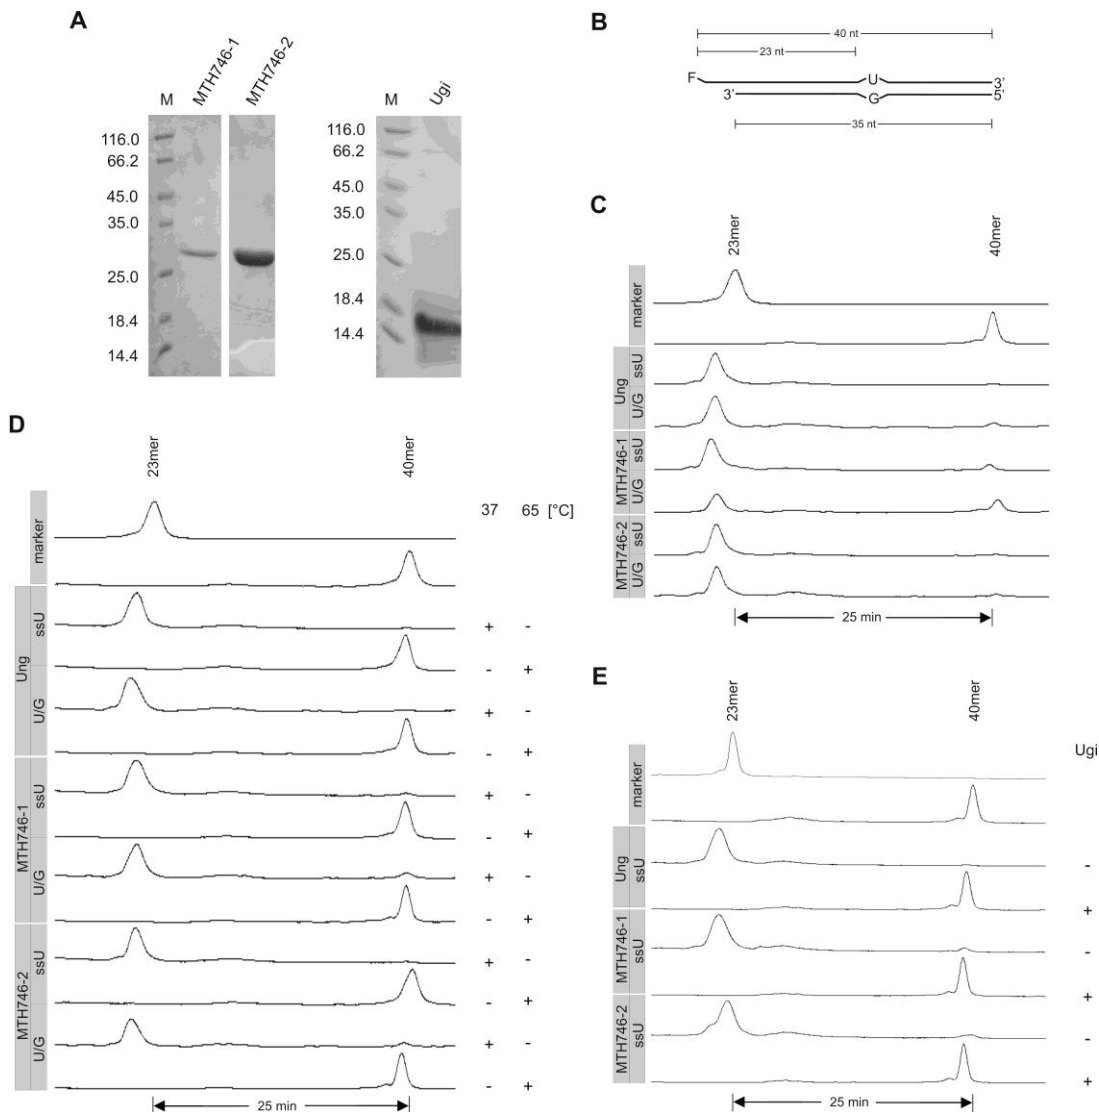 A
M
MTH746-1
MTH746-2
116.0
66.2
45.0
35.0
25.0
18.4
14.4
M
Ugi
116.0
66.2
45.0
35.0
25.0
18.4
14.4
B
40 nt
23 nt
F
U
3'
3'
G
5'
35 nt
C
23mer
40mer
marker
Ung
ssU
U/G
MTH746-1
ssU
U/G
MTH746-2
ssU
U/G
25 min
D
23mer
40mer
37 65 [°C]
marker
Ung
ssU
+ -
- +
U/G
+ -
- +
MTH746-1
ssU
+ -
- +
U/G
+ -
- +
MTH746-2
ssU
+ -
- +
U/G
+ -
- +
25 min
E
23mer
40mer
Ugi
marker
Ung
ssU
-
+
MTH746-1
ssU
-
+
MTH746-2
ssU
-
+
25 min